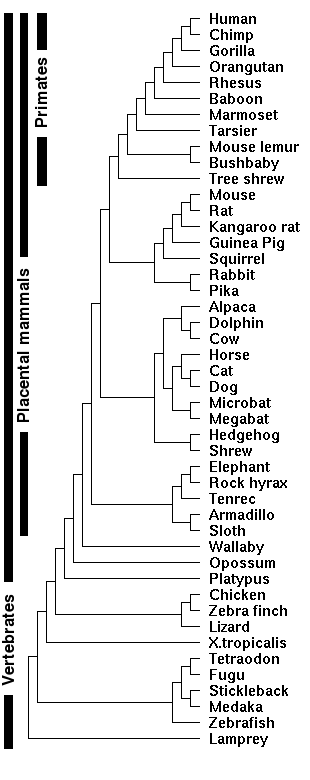 Human
Chimp
Gorilla
Orangutan
Rhesus
Baboon
Marmoset
Tarsier
Mouse lemur
Bushbaby
Tree shrew
Mouse
Rat
Kangaroo rat
Guinea Pig
Squirrel
Rabbit
Pika
Alpaca
Dolphin
Cow
Horse
Cat
Dog
Microbat
Megabat
Hedgehog
Shrew
Elephant
Rock hyrax
Tenrec
Armadillo
Sloth
Wallaby
Opossum
Platypus
Chicken
Zebra finch
Lizard
X.tropicalis
Tetraodon
Fugu
Stickleback
Medaka
Zebrafish
Lamprey
Primates
Placental mammals
Vertebrates